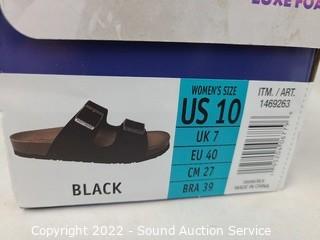 LUXE FOA
WOMEN'S SIZE
US 10
UK 7
EU 40
CM 27
BRA 39
ITM. / ART.
1469263
MADE IN CHINA
BLACK
Copyright - 2022 - Sound Auction Service